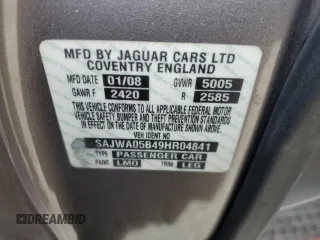 MFD BY JAGUAR CARS LTD
COVENTRY ENGLAND
MFD DATE 01/08 GVWR 5005
GAWR F 2420 R 2585
THIS VEHICLE CONFORMS TO ALL APPLICABLE FEDERAL MOTOR
VEHICLE SAFETY, BUMPER AND THEFT PREVENTION STANDARDS
IN EFFECT ON THE DATE OF MANUFACTURE SHOWN ABOVE
VEH IDENT NO
SAJWA05B49HR04841
TYPE PASSENGER CAR
PAINT LMD TRIM LEG
© AUTOBIDMASTER